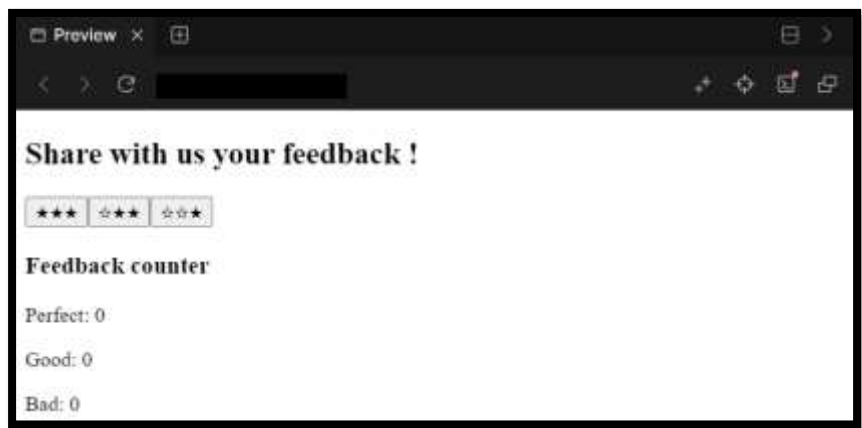 Preview
Share with us your feedback !
★★★ ☆★★ ☆☆★
Feedback counter
Perfect: 0
Good: 0
Bad: 0